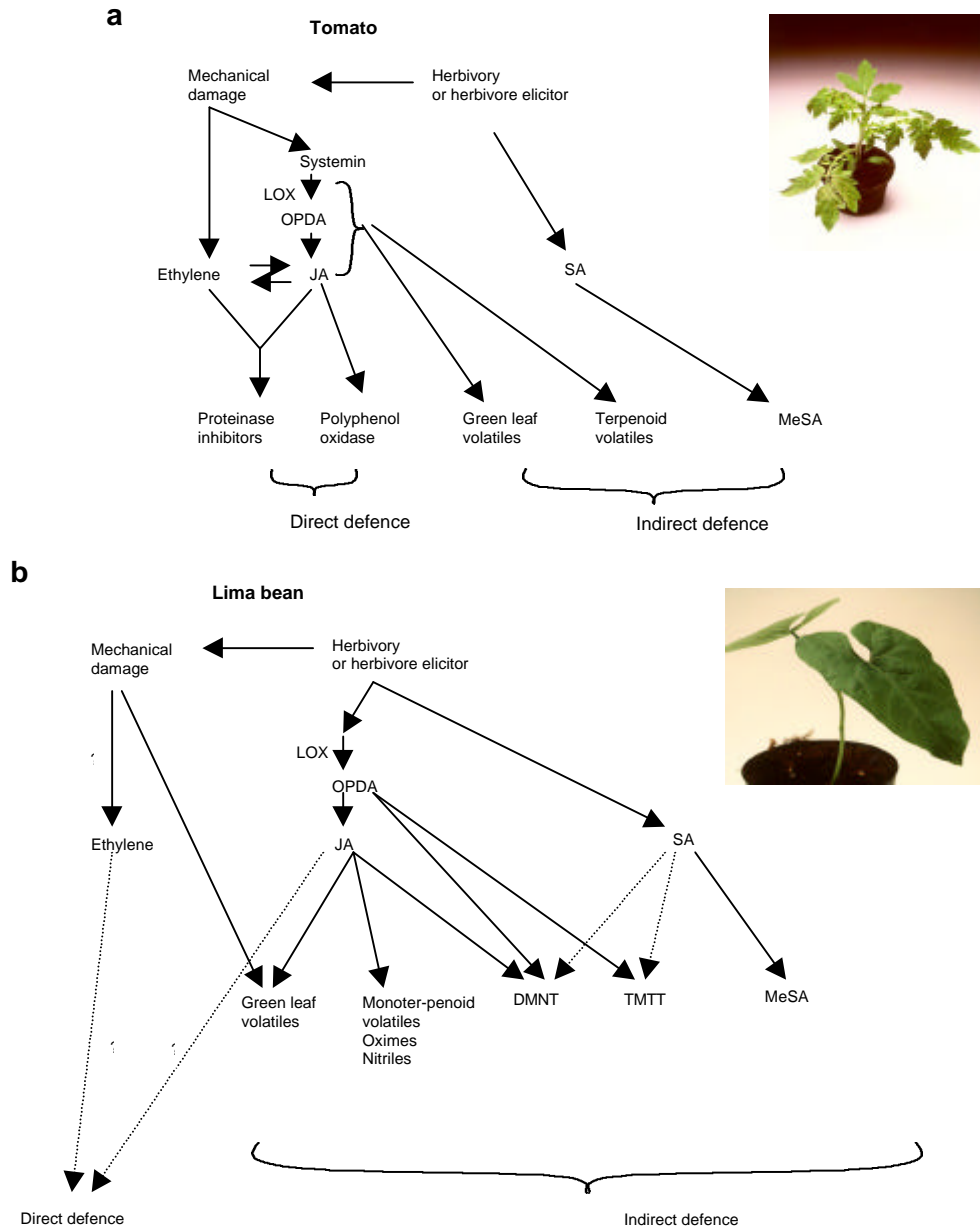 a
Tomato
Mechanical
damage
Herbivory
or herbivore elicitor
Systemin
LOX
OPDA
Ethylene
JA
SA
Proteinase
inhibitors
Polyphenol
oxidase
Green leaf
volatiles
Terpenoid
volatiles
MeSA
Direct defence
Indirect defence
b
Lima bean
Mechanical
damage
Herbivory
or herbivore elicitor
LOX
OPDA
Ethylene
JA
SA
Green leaf
volatiles
Monoter-penoid
volatiles
Oximes
Nitriles
DMNT
TMTT
MeSA
Direct defence
Indirect defence